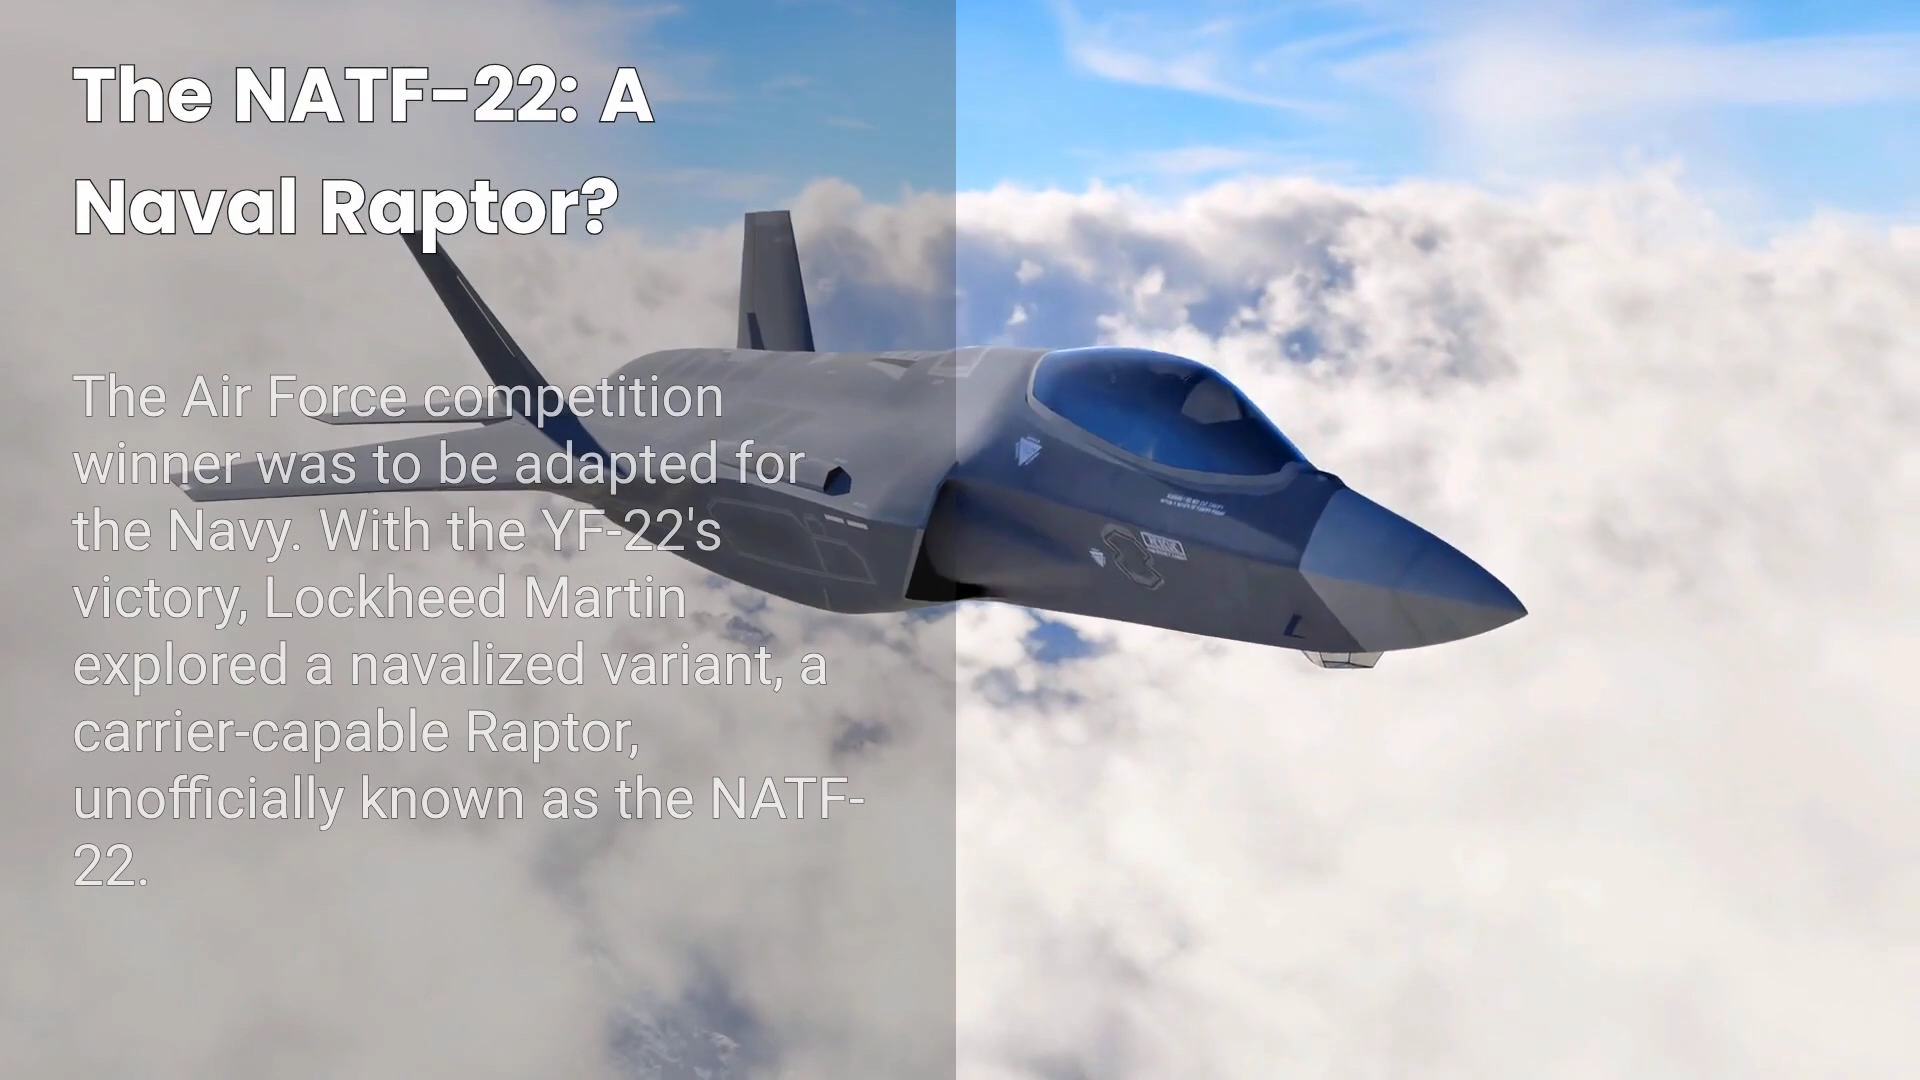 The NATF-22: A
Naval Raptor?
The Air Force competition
winner was to be adapted for
the Navy. With the YF-22's
victory, Lockheed Martin
explored a navalized variant, a
carrier-capable Raptor,
unofficially known as the NATF-
22.
RESCUE